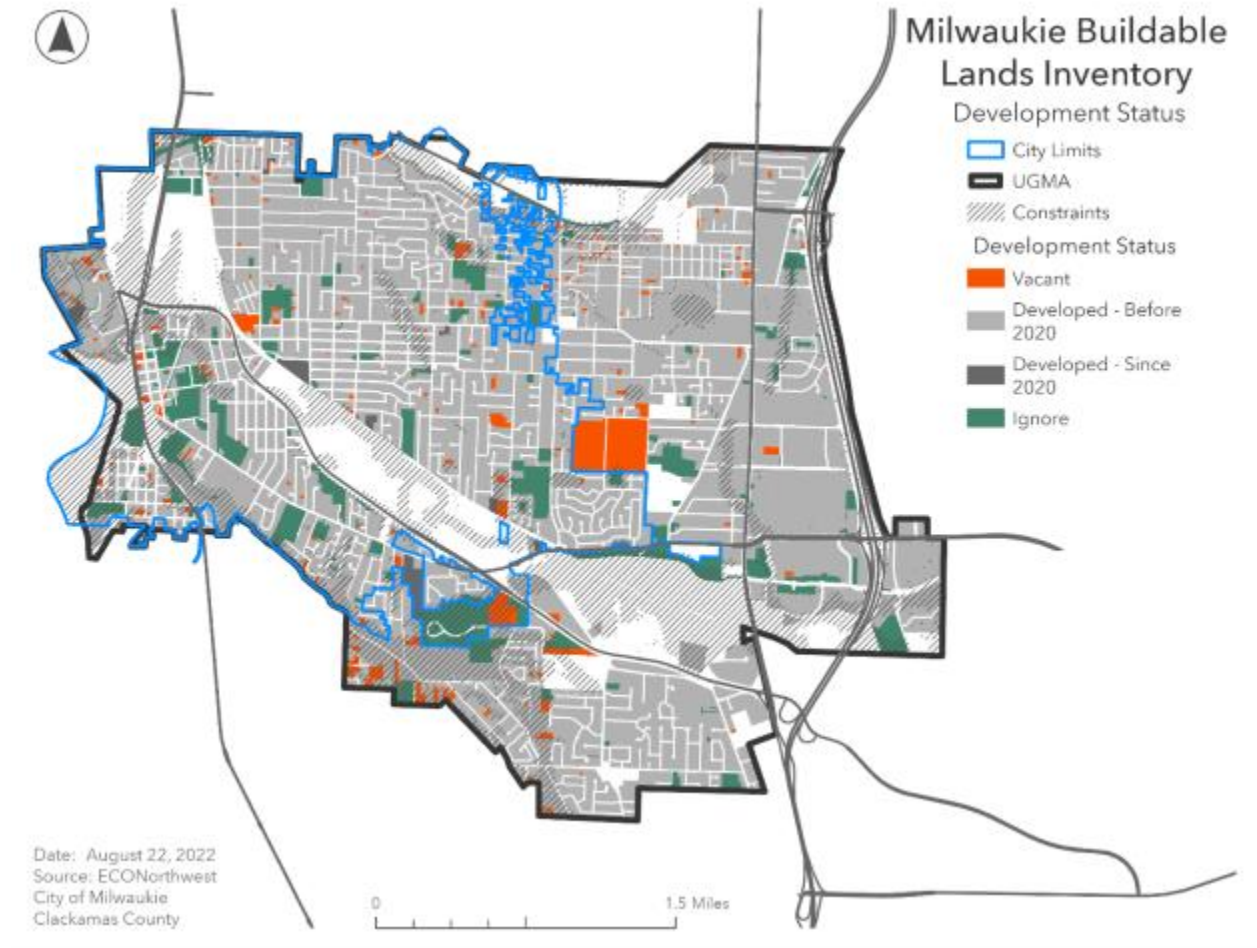 Milwaukie Buildable
Lands Inventory
Development Status
City Limits
UGMA
Constraints
Development Status
Vacant
Developed - Before
2020
Developed - Since
2020
Ignore
Date: August 22, 2022
Source: ECONorthwest
City of Milwaukie
Clackamas County
0 1.5 Miles